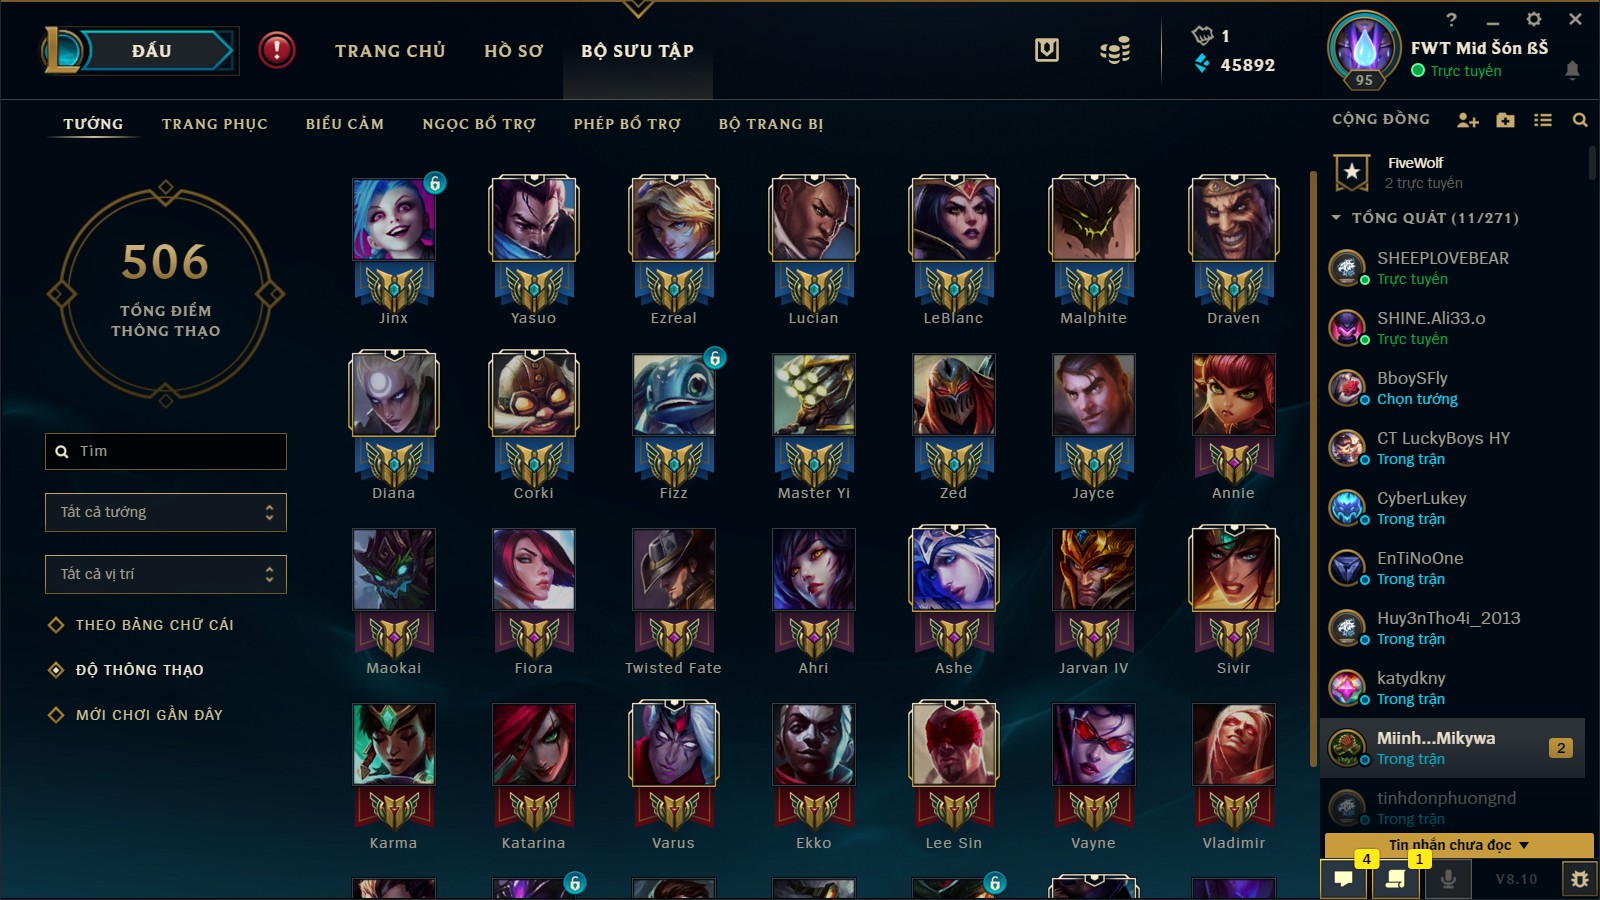 ĐẤU
TRANG CHỦ
HỒ SƠ
BỘ SƯU TẬP
1
45892
95
FWT Mid Šón ßŠ
Trực tuyến
TƯỚNG
TRANG PHỤC
BIỂU CẢM
NGỌC BỔ TRỢ
PHÉP BỔ TRỢ
BỘ TRANG BỊ
506
TỔNG ĐIỂM
THÔNG THẠO
Tìm
Tất cả tướng
Tất cả vị trí
THEO BẢNG CHỮ CÁI
ĐỘ THÔNG THẠO
MỚI CHƠI GẦN ĐÂY
6
Jinx
Yasuo
Ezreal
Lucian
LeBlanc
Malphite
Draven
6
Diana
Corki
Fizz
Master Yi
Zed
Jayce
Annie
Maokai
Fiora
Twisted Fate
Ahri
Ashe
Jarvan IV
Sivir
Karma
Katarina
Varus
Ekko
Lee Sin
Vayne
Vladimir
6
6
CỘNG ĐỒNG
FiveWolf
2 trực tuyến
TỔNG QUÁT (11/271)
SHEEPLOVEBEAR
Trực tuyến
SHINE.Ali33.o
Trực tuyến
BboySFly
Chọn tướng
CT LuckyBoys HY
Trong trận
CyberLukey
Trong trận
EnTiNoOne
Trong trận
Huy3nTho4i_2013
Trong trận
katydkny
Trong trận
Miinh...Mikywa
2
Trong trận
tinhdonphuongnd
Trong trận
Tin nhắn chưa đọc
4
1
V8.10